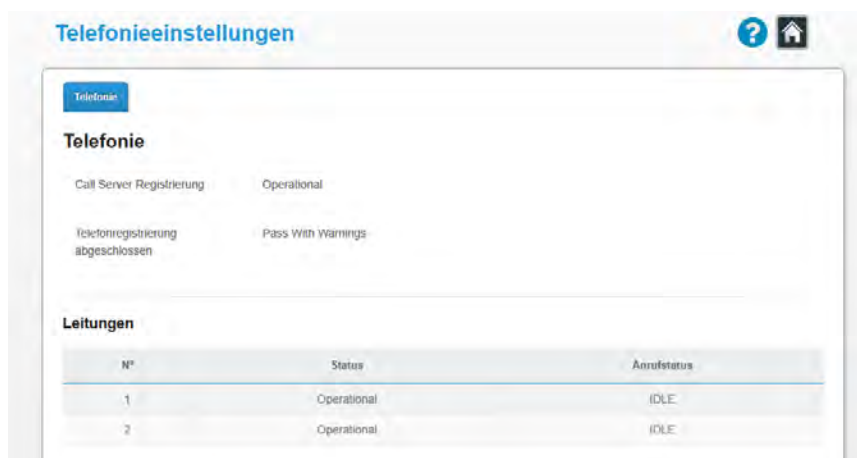 Telefonieeinstellungen
?
Telefonie
Telefonie
Call Server Registrierung Operational
Telefonregistrierung Pass With Warnings
abgeschlossen
Leitungen
N° Status Anrufstatus
1 Operational IDLE
2 Operational IDLE